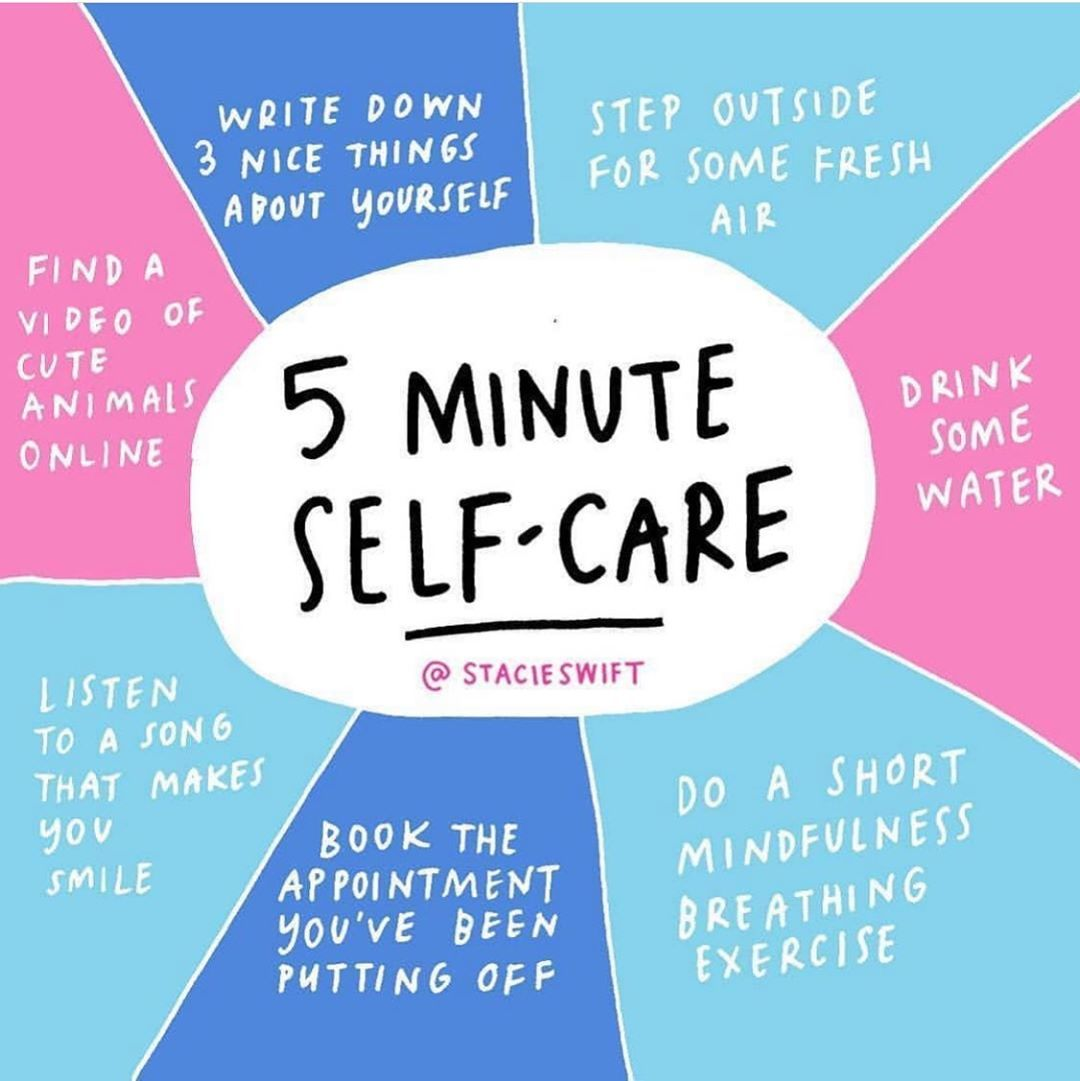 5 MINUTE
SELF-CARE
@STACIESWIFT
WRITE DOWN
3 NICE THINGS
ABOUT YOURSELF
STEP OUTSIDE
FOR SOME FRESH
AIR
DRINK
SOME
WATER
DO A SHORT
MINDFULNESS
BREATHING
EXERCISE
BOOK THE
APPOINTMENT
YOU'VE BEEN
PUTTING OFF
LISTEN
TO A SONG
THAT MAKES
YOU
SMILE
FIND A
VIDEO OF
CUTE
ANIMALS
ONLINE